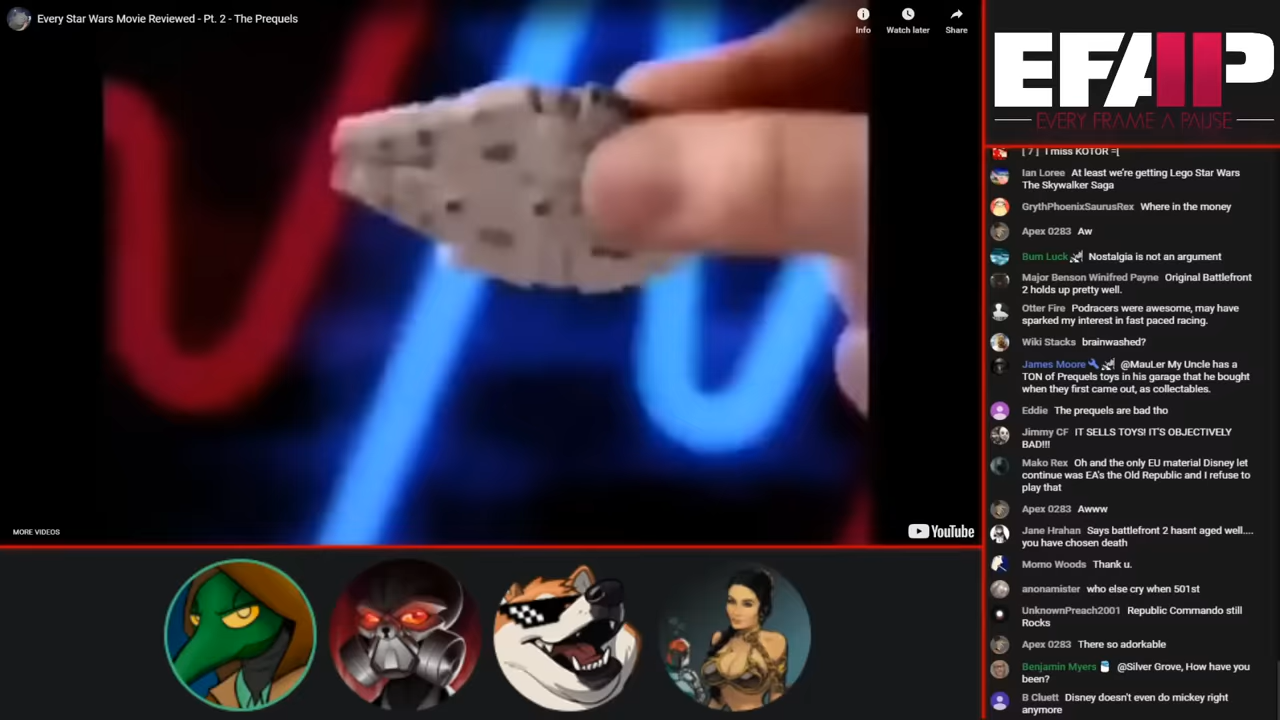 Every Star Wars Movie Reviewed - Pt. 2 - The Prequels
Info
Watch later
Share
MORE VIDEOS
YouTube
EFAP
EVERY FRAME A PAUSE
[ 7 ] I miss KOTOR =[
Ian Loree At least we're getting Lego Star Wars
The Skywalker Saga
GrythPhoenixSaurusRex Where in the money
Apex 0283 Aw
Bum Luck Nostalgia is not an argument
Major Benson Winifred Payne Original Battlefront
2 holds up pretty well.
Otter Fire Podracers were awesome, may have
sparked my interest in fast paced racing.
Wiki Stacks brainwashed?
James Moore @MauLer My Uncle has a
TON of Prequels toys in his garage that he bought
when they first came out, as collectables.
Eddie The prequels are bad tho
Jimmy CF IT SELLS TOYS! IT'S OBJECTIVELY
BAD!!!
Mako Rex Oh and the only EU material Disney let
continue was EA's the Old Republic and I refuse to
play that
Apex 0283 Awww
Jane Hrahan Says battlefront 2 hasnt aged well....
you have chosen death
Momo Woods Thank u.
anonamister who else cry when 501st
UnknownPreach2001 Republic Commando still
Rocks
Apex 0283 There so adorkable
Benjamin Myers @Silver Grove, How have you
been?
B Cluett Disney doesn't even do mickey right
anymore